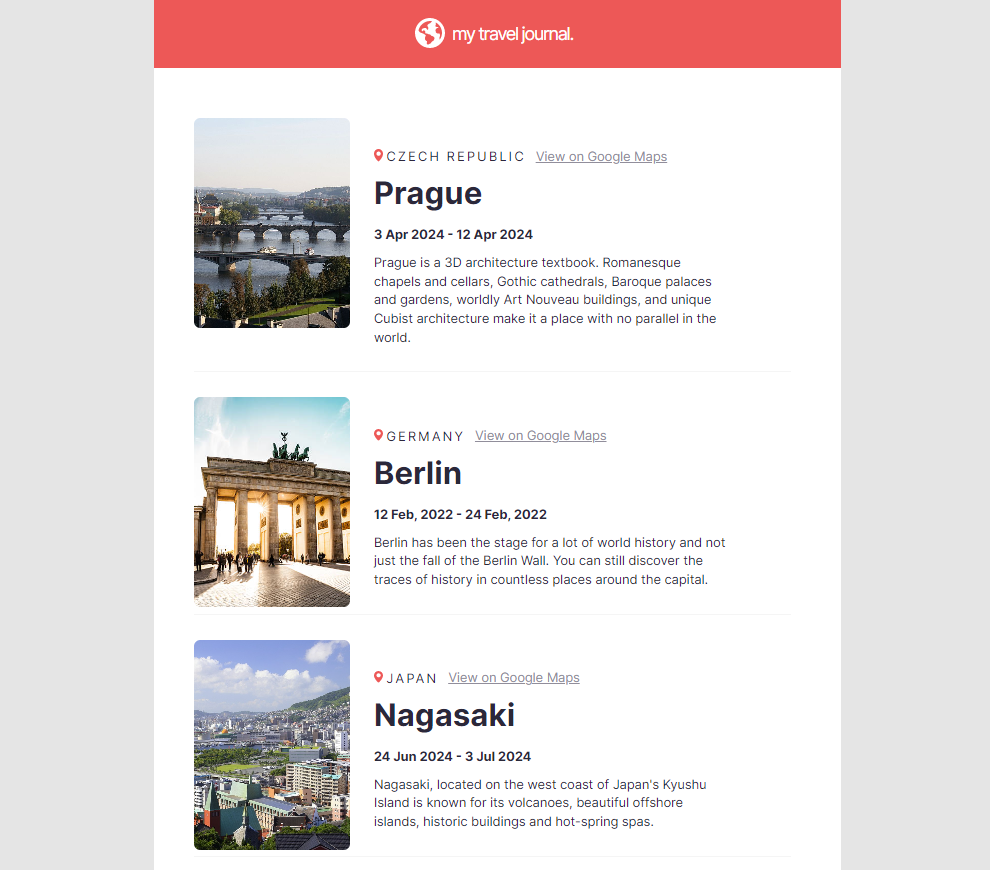 my travel journal.
CZECH REPUBLIC View on Google Maps
Prague
3 Apr 2024 - 12 Apr 2024
Prague is a 3D architecture textbook. Romanesque
chapels and cellars, Gothic cathedrals, Baroque palaces
and gardens, worldly Art Nouveau buildings, and unique
Cubist architecture make it a place with no parallel in the
world.
GERMANY View on Google Maps
Berlin
12 Feb, 2022 - 24 Feb, 2022
Berlin has been the stage for a lot of world history and not
just the fall of the Berlin Wall. You can still discover the
traces of history in countless places around the capital.
JAPAN View on Google Maps
Nagasaki
24 Jun 2024 - 3 Jul 2024
Nagasaki, located on the west coast of Japan's Kyushu
Island is known for its volcanoes, beautiful offshore
islands, historic buildings and hot-spring spas.